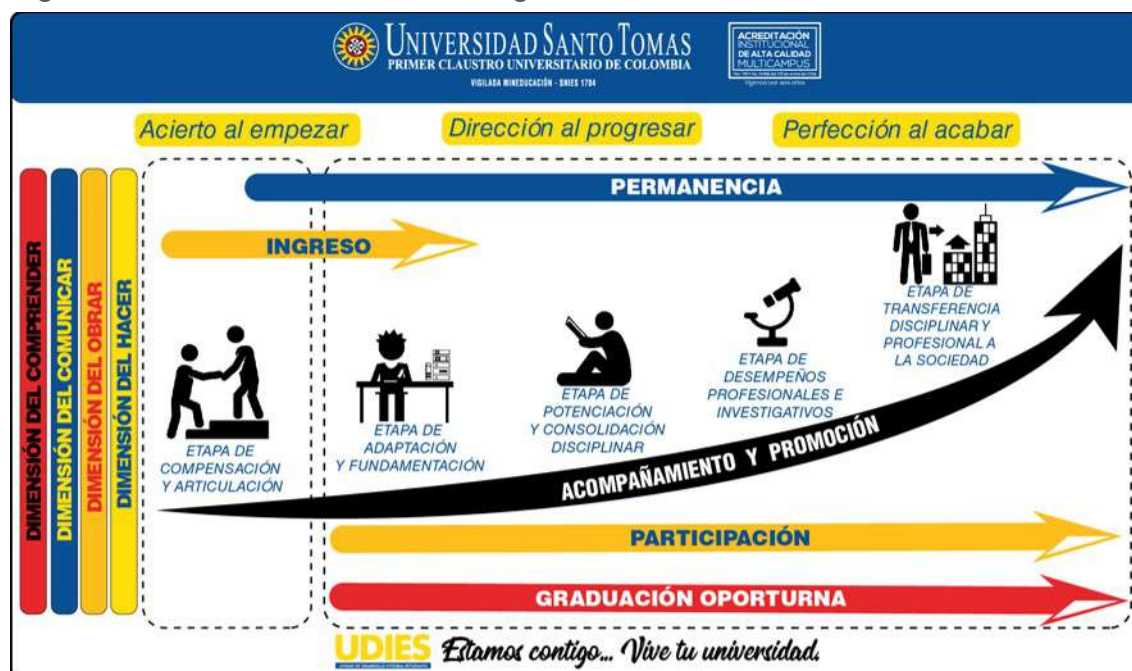 UNIVERSIDAD SANTO TOMAS
PRIMER CLAUSTRO UNIVERSITARIO DE COLOMBIA
VIGILADA MINEDUCACIÓN - SNIES 1704
ACREDITACIÓN
INSTITUCIONAL
DE ALTA CALIDAD
MULTICAMPUS
Acierto al empezar
Dirección al progresar
Perfección al acabar
DIMENSIÓN DEL COMPRENDER
DIMENSIÓN DEL COMUNICAR
DIMENSIÓN DEL OBRAR
DIMENSIÓN DEL HACER
PERMANENCIA
INGRESO
ETAPA DE
COMPENSACIÓN
Y ARTICULACIÓN
ETAPA DE
ADAPTACIÓN
Y FUNDAMENTACIÓN
ETAPA DE
POTENCIACIÓN
Y CONSOLIDACIÓN
DISCIPLINAR
ETAPA DE
DESEMPEÑOS
PROFESIONALES E
INVESTIGATIVOS
ETAPA DE
TRANSFERENCIA
DISCIPLINAR Y
PROFESIONAL A
LA SOCIEDAD
ACOMPAÑAMIENTO Y PROMOCIÓN
PARTICIPACIÓN
GRADUACIÓN OPORTURNA
UDIES
Estamos contigo... Vive tu universidad.